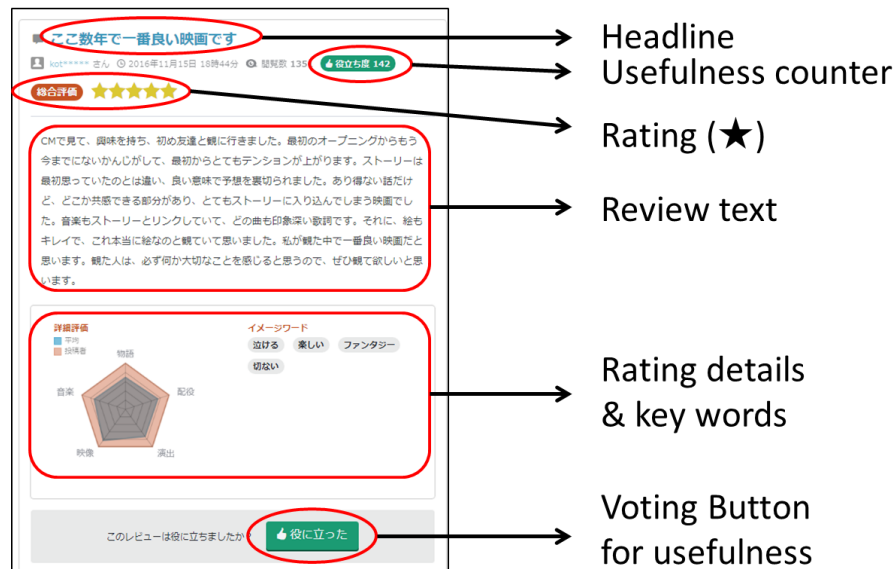 ここ数年で一番良い映画です
kot***** さん 2016年11月15日 18時44分 閲覧数 135 役立ち度 142
総合評価 ★★★★★
CMで見て、興味を持ち、初め友達と観に行きました。最初のオープニングからもう
今までにないかんじがして、最初からとてもテンションが上がります。ストーリーは
最初思っていたのとは違い、良い意味で予想を裏切られました。あり得ない話だけ
ど、どこか共感できる部分があり、とてもストーリーに入り込んでしまう映画でし
た。音楽もストーリーとリンクしていて、どの曲も印象深い歌詞です。それに、絵も
キレイで、これ本当に絵なのと観ていて思いました。私が観た中で一番良い映画だと
思います。観た人は、必ず何か大切なことを感じると思うので、ぜひ観て欲しいと思
います。
詳細評価
平均
投稿者
物語
音楽
配役
映像
演出
イメージワード
泣ける 楽しい ファンタジー
切ない
このレビューは役に立ちましたか
役に立った
Headline
Usefulness counter
Rating (★)
Review text
Rating details
& key words
Voting Button
for usefulness